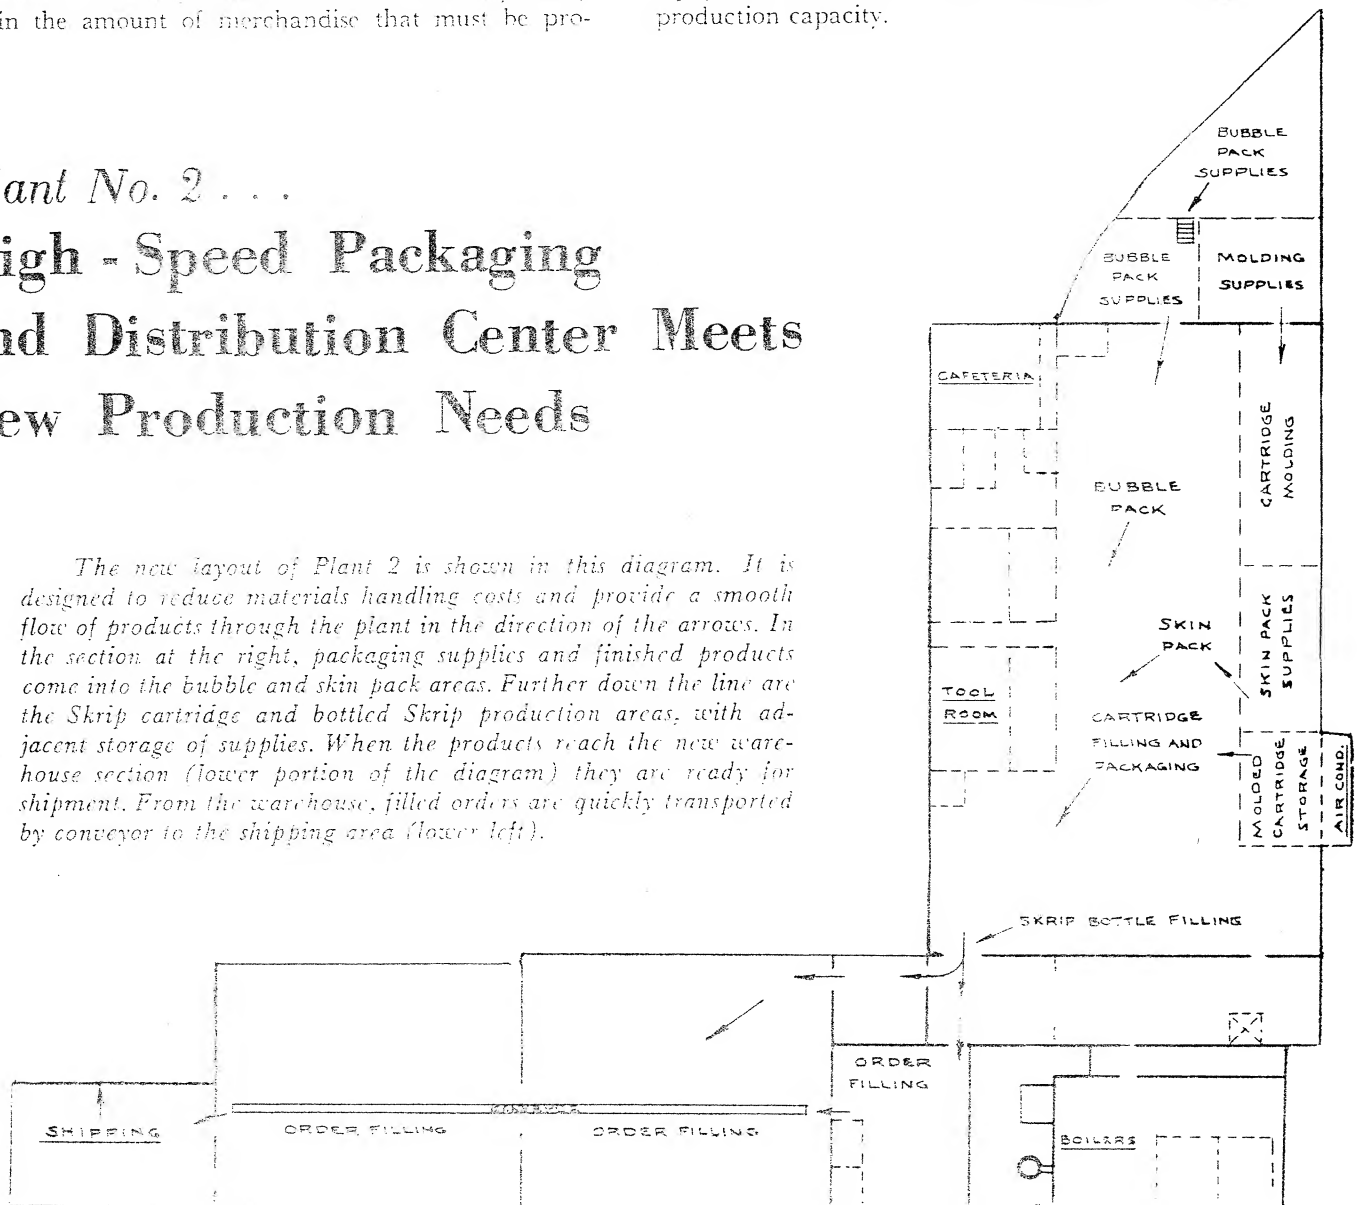 in the amount of merchandise that must be pro-
production capacity.
ant No. 2 . . .
igh - Speed Packaging
nd Distribution Center Meets
ew Production Needs
The new layout of Plant 2 is shown in this diagram. It is
designed to reduce materials handling costs and provide a smooth
flow of products through the plant in the direction of the arrows. In
the section at the right, packaging supplies and finished products
come into the bubble and skin pack areas. Further down the line are
the Skrip cartridge and bottled Skrip production areas, with ad-
jacent storage of supplies. When the products reach the new ware-
house section (lower portion of the diagram) they are ready for
shipment. From the warehouse, filled orders are quickly transported
by conveyor to the shipping area (lower left).
BUBBLE
PACK
SUPPLIES
BUBBLE
PACK
SUPPLIES
MOLDING
SUPPLIES
CAFETERIA
CARTRIDGE
MOLDING
BUBBLE
PACK
SKIN
PACK
SKIN PACK
SUPPLIES
TOOL
ROOM
CARTRIDGE
FILLING AND
PACKAGING
MOLDED
CARTRIDGE
STORAGE
AIR COND.
SKRIP BOTTLE FILLING
ORDER
FILLING
SHIPPING
ORDER FILLING
ORDER FILLING
BOILERS